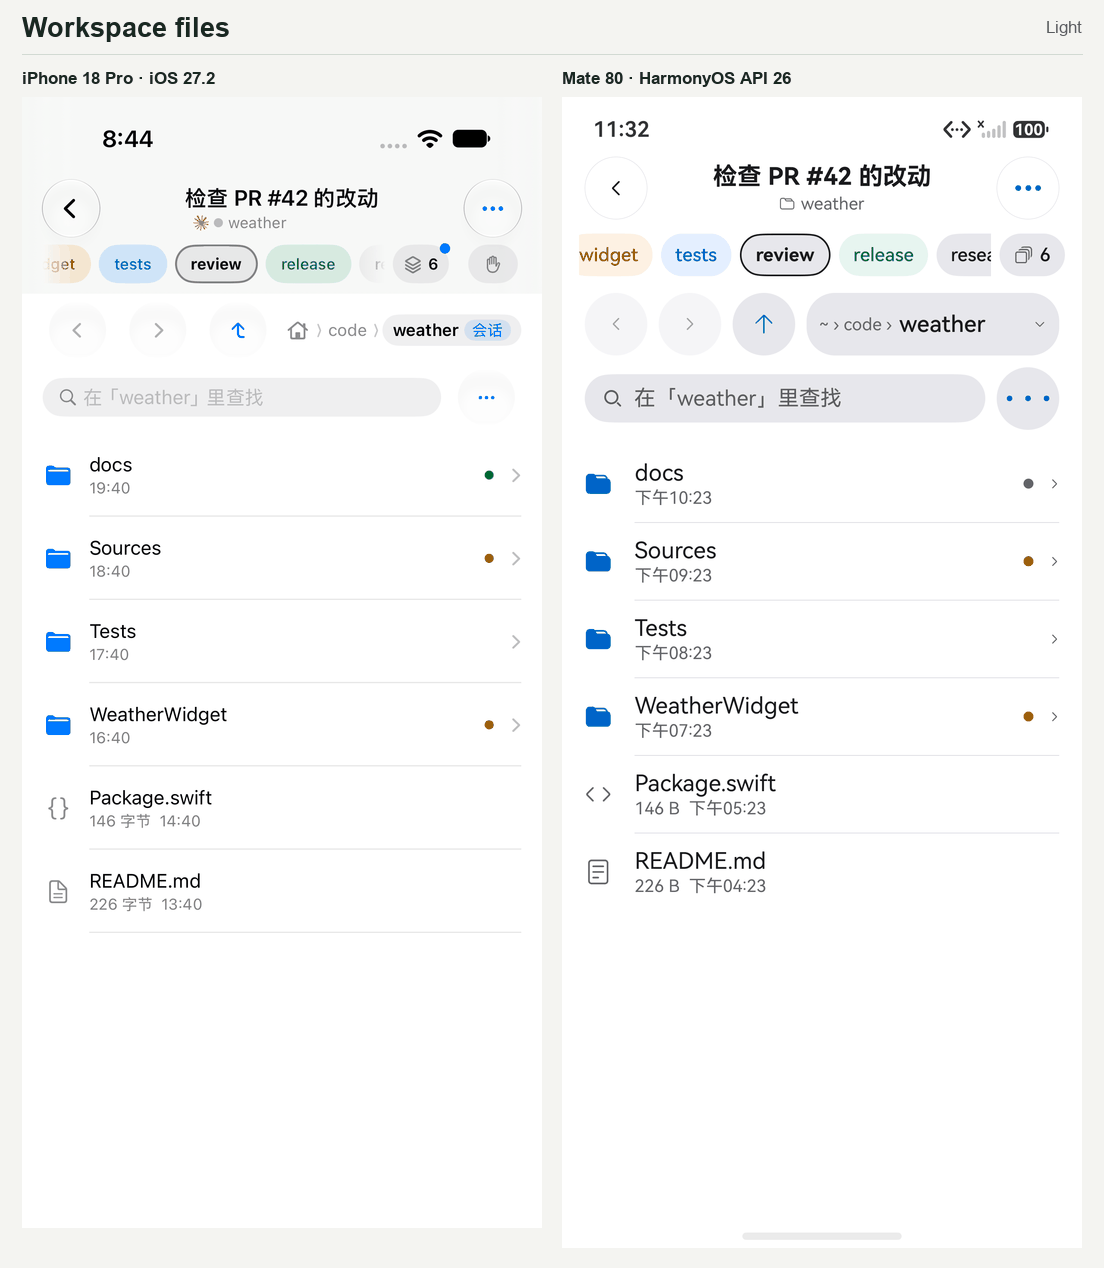 Workspace files
Light
iPhone 18 Pro · iOS 27.2
8:44
检查 PR #42 的改动
weather
tests
review
release
6
code
weather 会话
在「weather」里查找
docs
19:40
Sources
18:40
Tests
17:40
WeatherWidget
16:40
Package.swift
146 字节 14:40
README.md
226 字节 13:40
Mate 80 · HarmonyOS API 26
11:32
100
检查 PR #42 的改动
weather
widget
tests
review
release
6
~ › code › weather
在「weather」里查找
docs
下午10:23
Sources
下午09:23
Tests
下午08:23
WeatherWidget
下午07:23
Package.swift
146 B 下午05:23
README.md
226 B 下午04:23